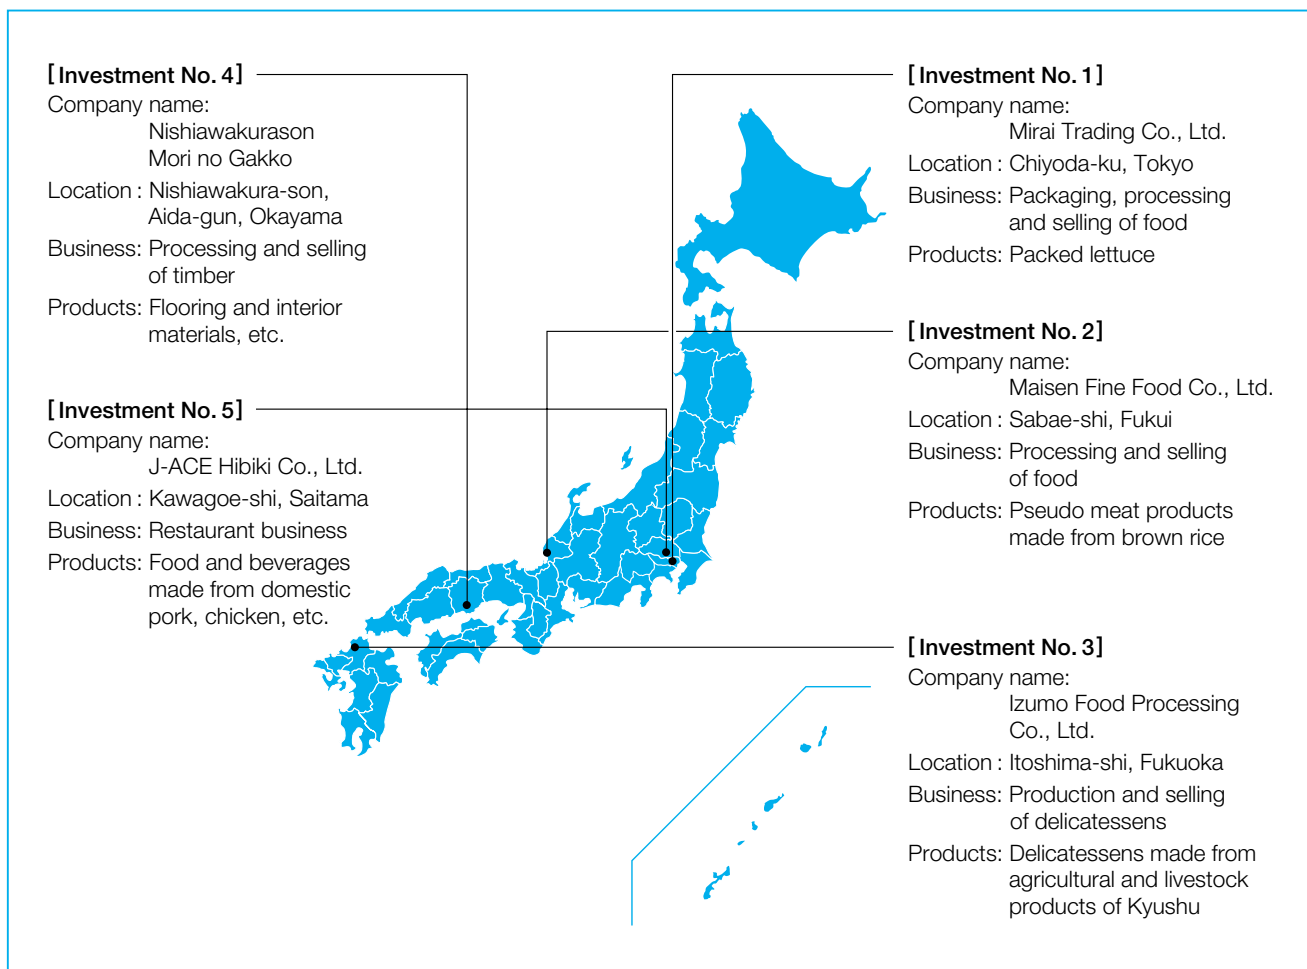 [Investment No. 4]
Company name:
Nishiawakurason
Mori no Gakko
Location : Nishiawakura-son,
Aida-gun, Okayama
Business: Processing and selling
of timber
Products: Flooring and interior
materials, etc.
[Investment No. 5]
Company name:
J-ACE Hibiki Co., Ltd.
Location : Kawagoe-shi, Saitama
Business: Restaurant business
Products: Food and beverages
made from domestic
pork, chicken, etc.
[Investment No. 1]
Company name:
Mirai Trading Co., Ltd.
Location : Chiyoda-ku, Tokyo
Business: Packaging, processing
and selling of food
Products: Packed lettuce
[Investment No. 2]
Company name:
Maisen Fine Food Co., Ltd.
Location : Sabae-shi, Fukui
Business: Processing and selling
of food
Products: Pseudo meat products
made from brown rice
[Investment No. 3]
Company name:
Izumo Food Processing
Co., Ltd.
Location : Itoshima-shi, Fukuoka
Business: Production and selling
of delicatessens
Products: Delicatessens made from
agricultural and livestock
products of Kyushu